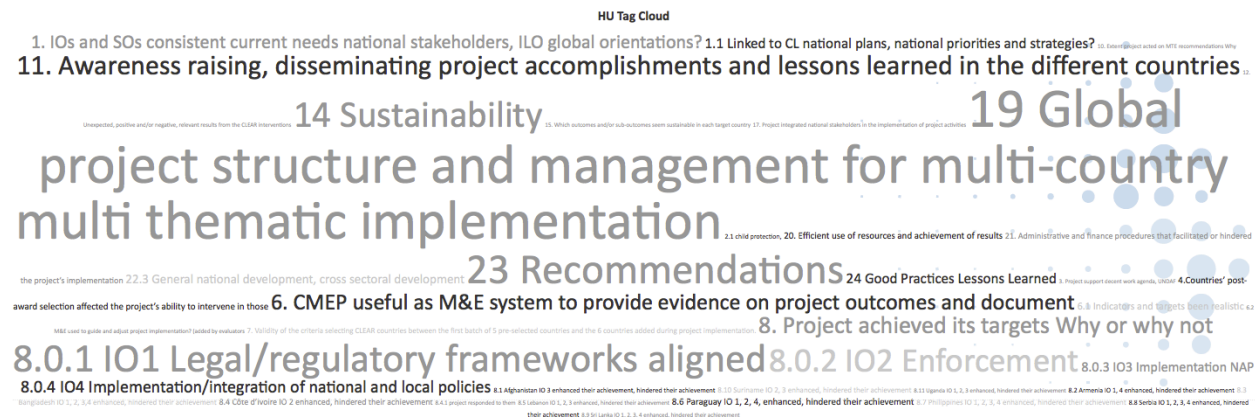 HU Tag Cloud
1. IOs and SOs consistent current needs national stakeholders, ILO global orientations? 1.1 Linked to CL national plans, national priorities and strategies? 10. Extent project acted on MTE recommendations Why
11. Awareness raising, disseminating project accomplishments and lessons learned in the different countries 12.
Unexpected, positive and/or negative, relevant results from the CLEAR interventions 14 Sustainability 15. Which outcomes and/or sub-outcomes seem sustainable in each target country 17. Project Integrated national stakeholders in the implementation of project activities 19 Global
project structure and management for multi-country
multi thematic implementation 2.1 child protection, 20. Efficient use of resources and achievement of results 21. Administrative and finance procedures that facilitated or hindered
the project's implementation 22.3 General national development, cross sectoral development 23 Recommendations 24 Good Practices Lessons Learned 3. Project support decent work agenda, UNDAF 4.Countries' post-
award selection affected the project's ability to intervene in those 6. CMEP useful as M&E system to provide evidence on project outcomes and document 6.1 Indicators and targets been realistic 6.2
M&E used to guide and adjust project implementation? (added by evaluators 7. Validity of the criteria selecting CLEAR countries between the first batch of 5 pre-selected countries and the 6 countries added during project implementation. 8. Project achieved its targets Why or why not
8.0.1 IO1 Legal/regulatory frameworks aligned 8.0.2 IO2 Enforcement 8.0.3 IO3 Implementation NAP
8.0.4 IO4 Implementation/integration of national and local policies 8.1 Afghanistan IO 3 enhanced their achievement, hindered their achievement 8.10 Suriname IO 2, 3 enhanced, hindered their achievement 8.11 Uganda IO 1, 2, 3 enhanced, hindered their achievement 8.2 Armenia IO 1, 4 enhanced, hindered their achievement 8.3
Bangladesh IO 1, 2, 3,4 enhanced, hindered their achievement 8.4 Côte d'Ivoire IO 2 enhanced, hindered their achievement 8.4.1 project responded to them 8.5 Lebanon IO 1, 2, 3 enhanced, hindered their achievement 8.6 Paraguay IO 1, 2, 4, enhanced, hindered their achievement 8.7 Philippines IO 1, 2, 3, 4 enhanced, hindered their achievement 8.8 Serbia IO 1, 2, 3, 4 enhanced, hindered
their achievement 8.9 Sri Lanka IO 1, 2, 3, 4 enhanced, hindered their achievement